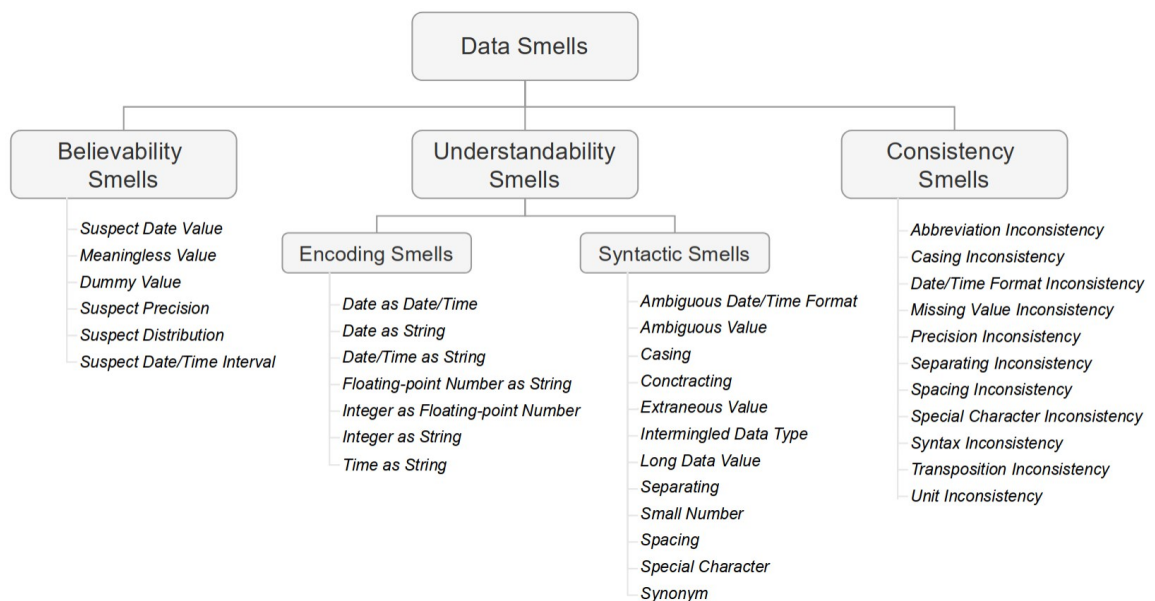 Data Smells
Believability
Smells
Understandability
Smells
Consistency
Smells
Suspect Date Value
Meaningless Value
Dummy Value
Suspect Precision
Suspect Distribution
Suspect Date/Time Interval
Encoding Smells
Date as Date/Time
Date as String
Date/Time as String
Floating-point Number as String
Integer as Floating-point Number
Integer as String
Time as String
Syntactic Smells
Ambiguous Date/Time Format
Ambiguous Value
Casing
Conctracting
Extraneous Value
Intermingled Data Type
Long Data Value
Separating
Small Number
Spacing
Special Character
Synonym
Abbreviation Inconsistency
Casing Inconsistency
Date/Time Format Inconsistency
Missing Value Inconsistency
Precision Inconsistency
Separating Inconsistency
Spacing Inconsistency
Special Character Inconsistency
Syntax Inconsistency
Transposition Inconsistency
Unit Inconsistency